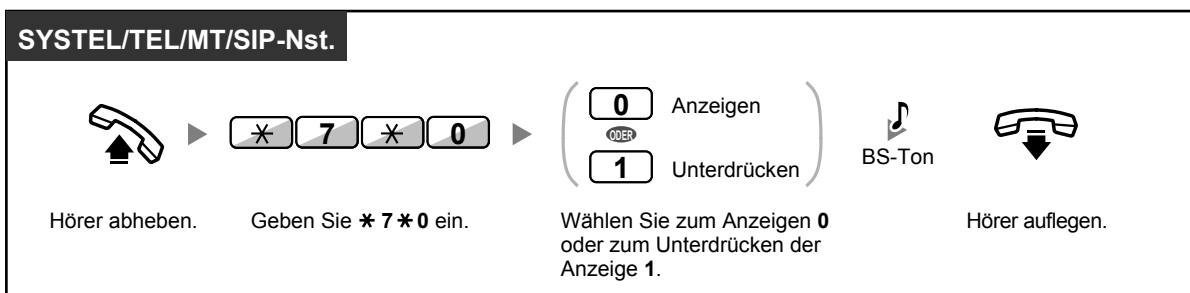 SYSTEL/TEL/MT/SIP-Nst.
0 Anzeigen
ODER
1 Unterdrücken
✻ 7 ✻ 0
BS-Ton
Hörer abheben.
Geben Sie ✻ 7 ✻ 0 ein.
Wählen Sie zum Anzeigen 0
oder zum Unterdrücken der
Anzeige 1.
Hörer auflegen.